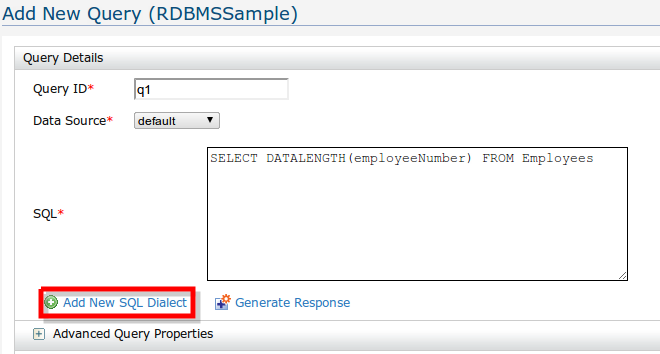 Add New Query (RDBMSSample)
Query Details
Query ID* q1
Data Source* default
SELECT DATALENGTH(employeeNumber) FROM Employees
SQL*
Add New SQL Dialect Generate Response
Advanced Query Properties